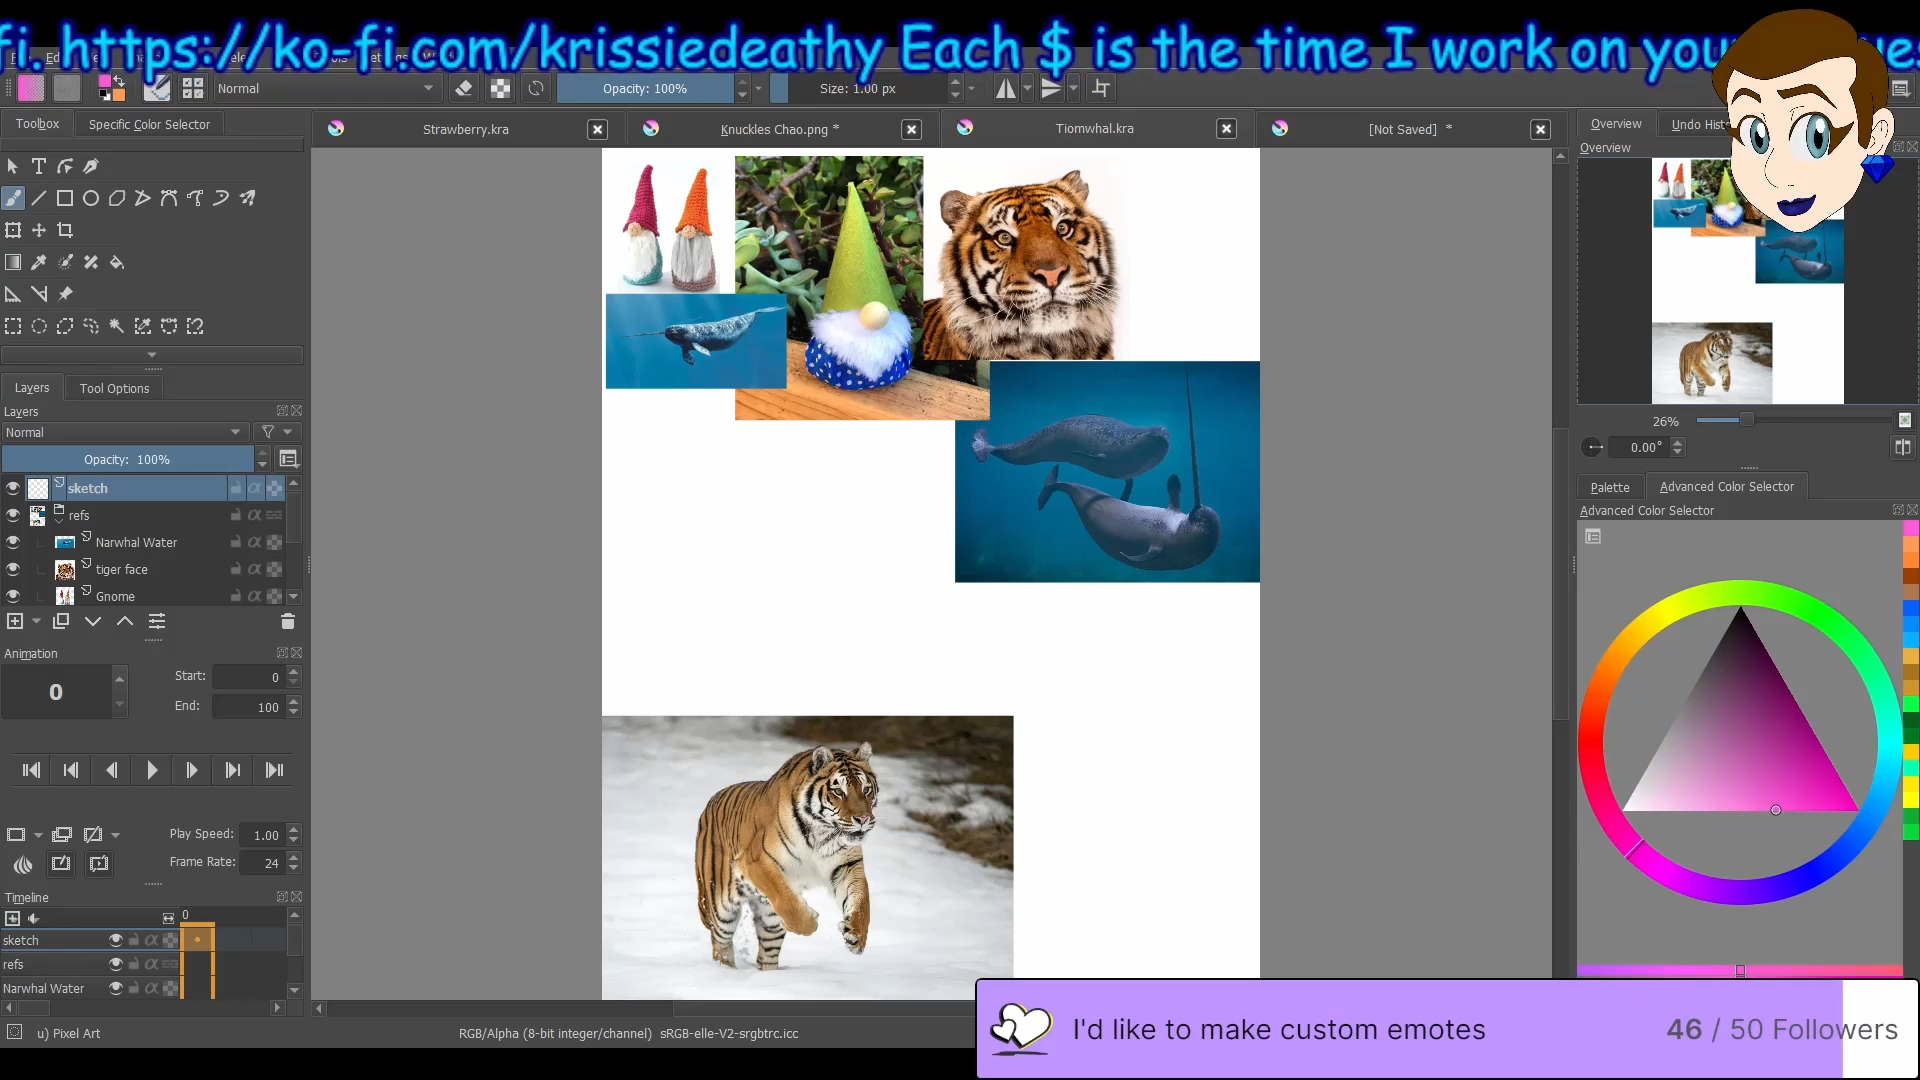 fi. https://ko-fi.com/krissiedeathy Each $ is the time I work on you
Normal
Opacity: 100%
Size: 1.00 px
Toolbox
Specific Color Selector
Strawberry.kra
Knuckles Chao.png *
Tiomwhal.kra
[Not Saved] *
Overview
Undo Hist
Overview
26%
0.00°
Layers
Tool Options
Layers
Normal
Opacity: 100%
sketch
refs
Narwhal Water
tiger face
Gnome
Palette
Advanced Color Selector
Advanced Color Selector
Animation
0
Start: 0
End: 100
Play Speed: 1.00
Frame Rate: 24
Timeline
0
sketch
refs
Narwhal Water
u) Pixel Art
RGB/Alpha (8-bit integer/channel) sRGB-elle-V2-srgbtrc.icc
I'd like to make custom emotes
46 / 50 Followers